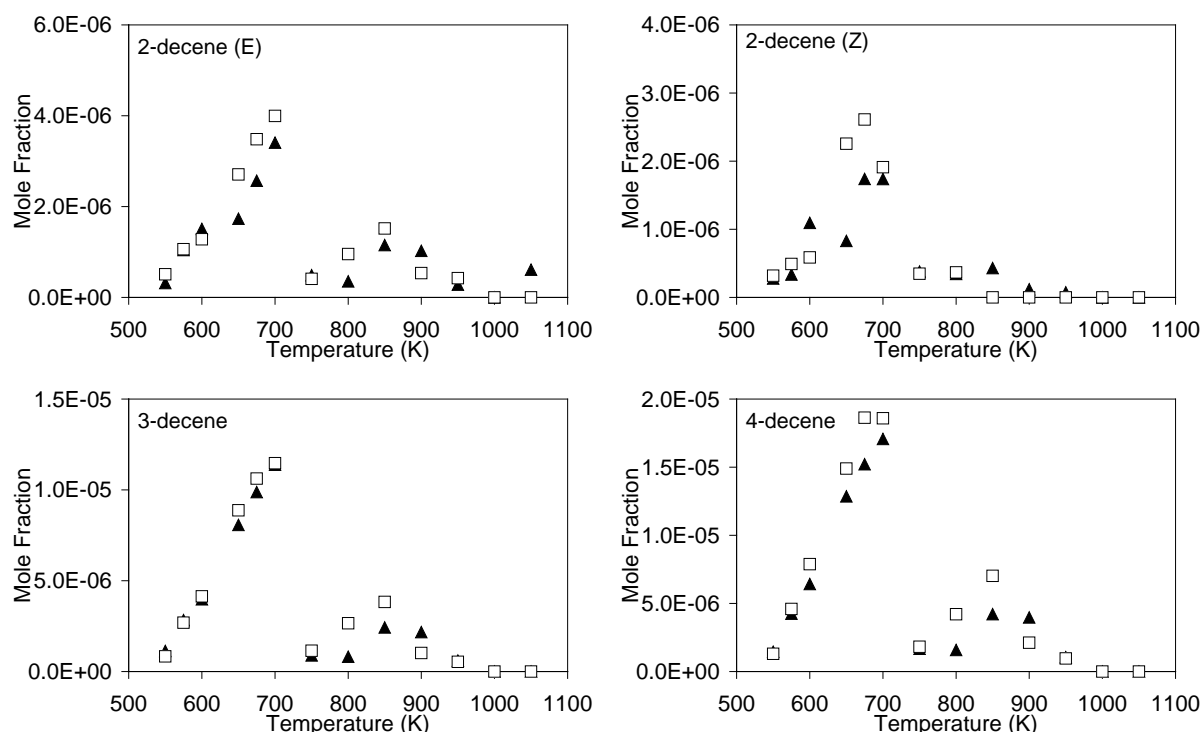 2-decene (E)
Mole Fraction
6.0E-06
4.0E-06
2.0E-06
0.0E+00
500 600 700 800 900 1000 1100
Temperature (K)
2-decene (Z)
Mole Fraction
4.0E-06
3.0E-06
2.0E-06
1.0E-06
0.0E+00
500 600 700 800 900 1000 1100
Temperature (K)
3-decene
Mole Fraction
1.5E-05
1.0E-05
5.0E-06
0.0E+00
500 600 700 800 900 1000 1100
Temperature (K)
4-decene
Mole Fraction
2.0E-05
1.5E-05
1.0E-05
5.0E-06
0.0E+00
500 600 700 800 900 1000 1100
Temperature (K)